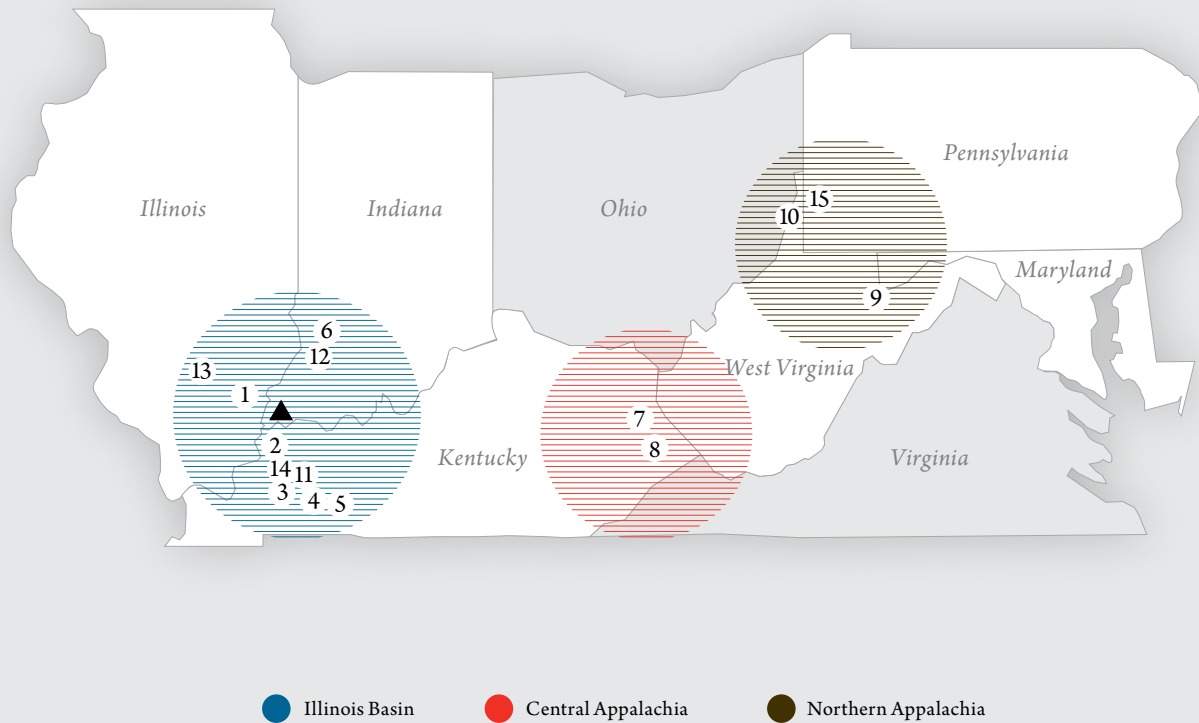 Pennsylvania
15
Illinois
Indiana
Ohio
10
Maryland
9
6
12
West Virginia
13
1
7
2
8
Kentucky
Virginia
14
11
3
4
5
Illinois Basin
Central Appalachia
Northern Appalachia